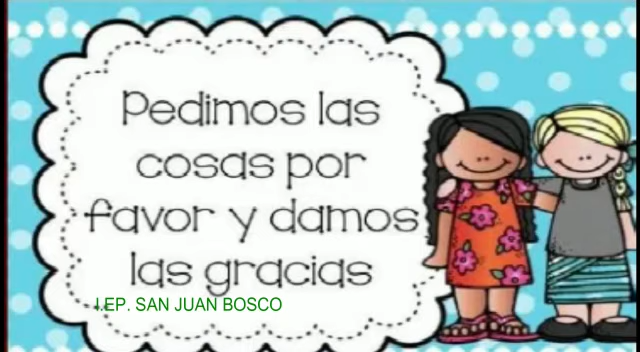 Pedimos las
cosas por
favor y damos
las gracias
I.EP. SAN JUAN BOSCO